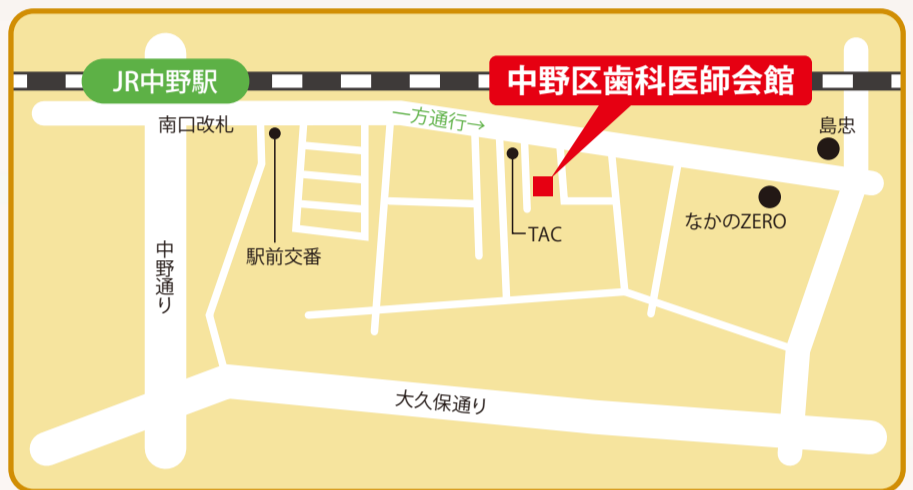 JR中野駅
中野区歯科医師会館
南口改札
一方通行→
島忠
なかのZERO
TAC
駅前交番
中野通り
大久保通り